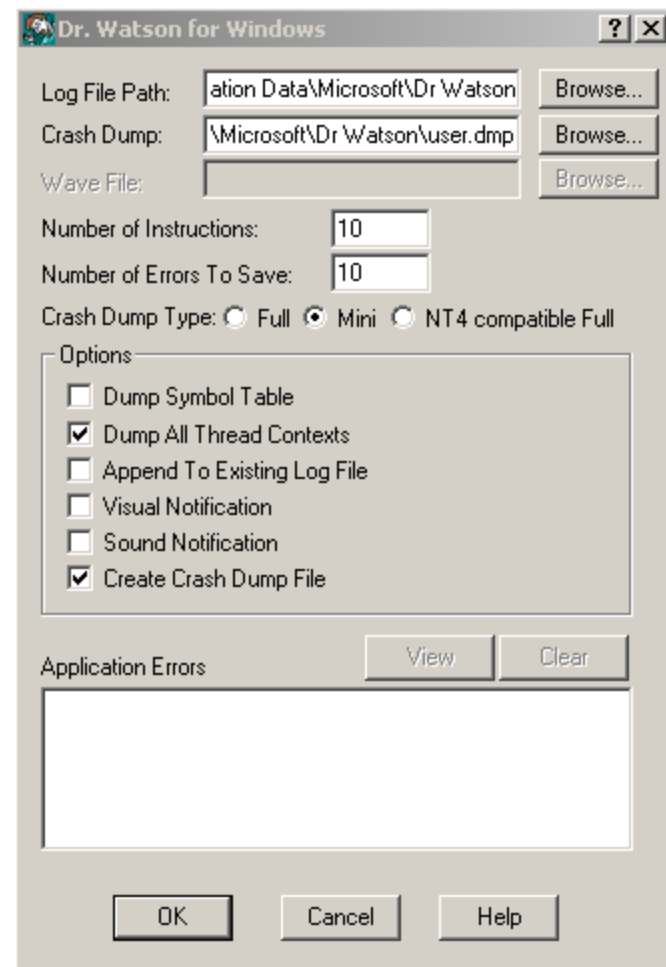 Dr. Watson for Windows
Log File Path: ation Data\Microsoft\Dr Watson Browse...
Crash Dump: \Microsoft\Dr Watson\user.dmp Browse...
Wave File: Browse...
Number of Instructions: 10
Number of Errors To Save: 10
Crash Dump Type: Full Mini NT4 compatible Full
Options
Dump Symbol Table
Dump All Thread Contexts
Append To Existing Log File
Visual Notification
Sound Notification
Create Crash Dump File
Application Errors View Clear
OK Cancel Help